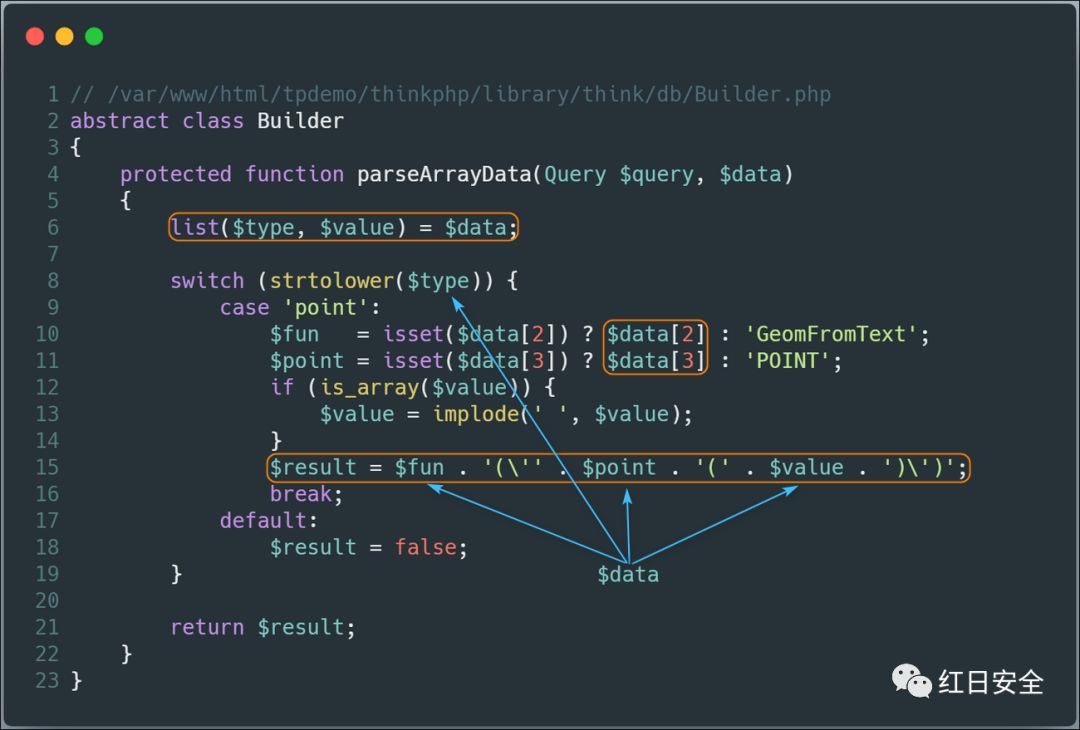 1 // /var/www/html/tpdemo/thinkphp/library/think/db/Builder.php
2 abstract class Builder
3 {
4     protected function parseArrayData(Query $query, $data)
5     {
6         list($type, $value) = $data;
7
8         switch (strtolower($type)) {
9             case 'point':
10                 $fun   = isset($data[2]) ? $data[2] : 'GeomFromText';
11                 $point = isset($data[3]) ? $data[3] : 'POINT';
12                 if (is_array($value)) {
13                     $value = implode(' ', $value);
14                 }
15                 $result = $fun . '(\'' . $point . '(' . $value . ')\')';
16                 break;
17             default:
18                 $result = false;
19         }
$data
20
21         return $result;
22     }
23 }
红日安全